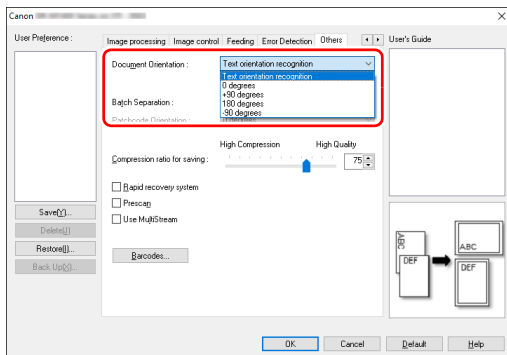 Canon
User Preference :
Image processing Image control Feeding Error Detection Others
User's Guide
Document Orientation :
Text orientation recognition
Text orientation recognition
0 degrees
+90 degrees
180 degrees
-90 degrees
Batch Separation :
Patchcode Orientation :
0 degrees
High Compression High Quality
Compression ratio for saving :
75
Rapid recovery system
Prescan
Use MultiStream
Save(Y)...
Delete(J)
Restore(I)...
Back Up(X)...
Barcodes...
ABC
DEF
ABC
DEF
OK Cancel Default Help